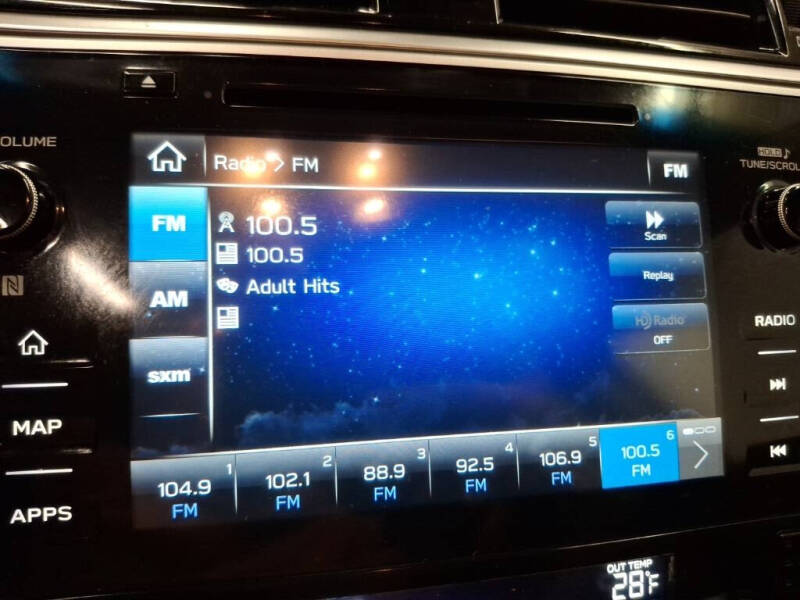 OLUME
HOLD
TUNE/SCROL
Radio > FM
FM
FM
AM
sxm
100.5
100.5
Adult Hits
Scan
Replay
HD Radio
OFF
N
MAP
APPS
RADIO
1 2 3 4 5 6
104.9 102.1 88.9 92.5 106.9 100.5
FM FM FM FM FM FM
OUT TEMP
28°F